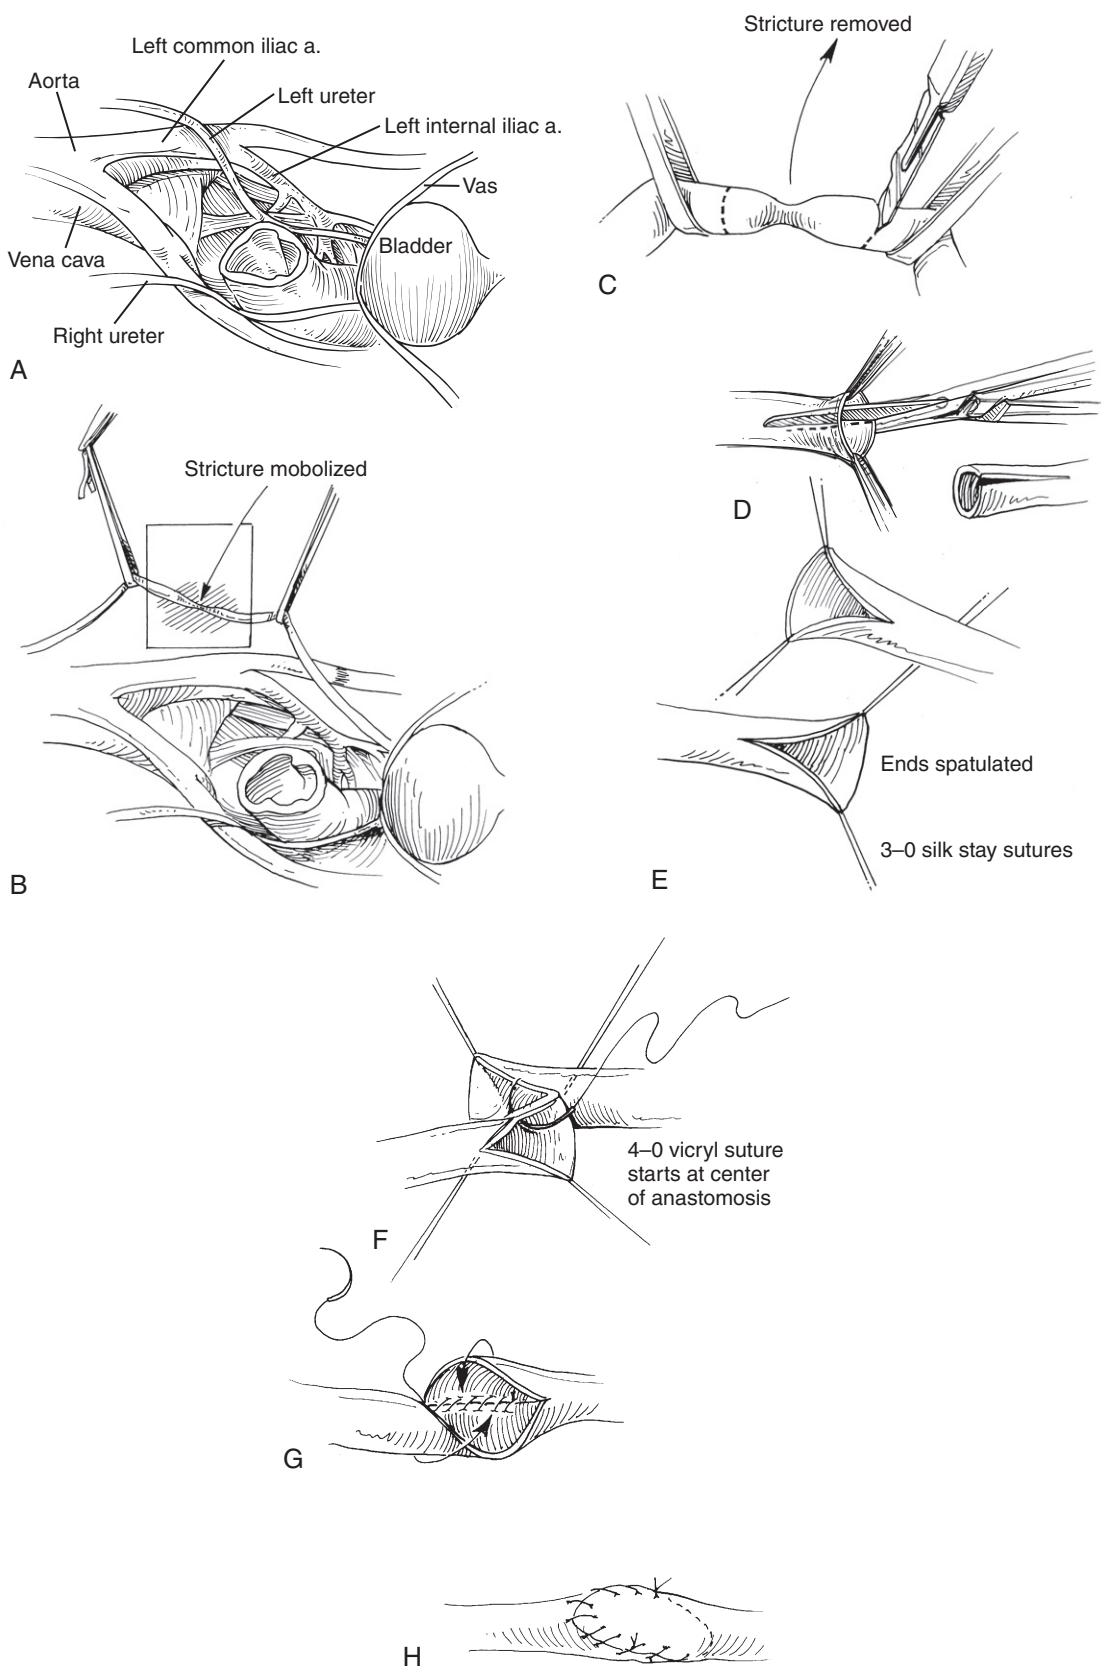 Left common iliac a.
Aorta
Left ureter
Left internal iliac a.
Vas
Bladder
Vena cava
Right ureter
A
Stricture mobolized
B
Stricture removed
C
D
Ends spatulated
3–0 silk stay sutures
E
4–0 vicryl suture
starts at center
of anastomosis
F
G
H